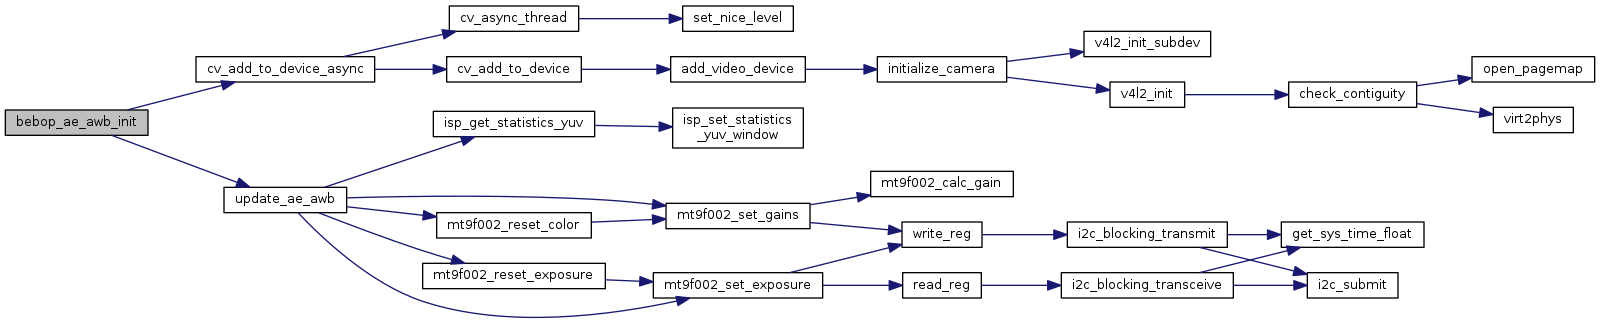 bebop_ae_awb_init
cv_add_to_device_async
cv_async_thread
set_nice_level
cv_add_to_device
add_video_device
initialize_camera
v4l2_init_subdev
v4l2_init
check_contiguity
open_pagemap
virt2phys
update_ae_awb
isp_get_statistics_yuv
isp_set_statistics
_yuv_window
mt9f002_set_gains
mt9f002_calc_gain
mt9f002_reset_color
write_reg
i2c_blocking_transmit
get_sys_time_float
mt9f002_reset_exposure
mt9f002_set_exposure
read_reg
i2c_blocking_transceive
i2c_submit